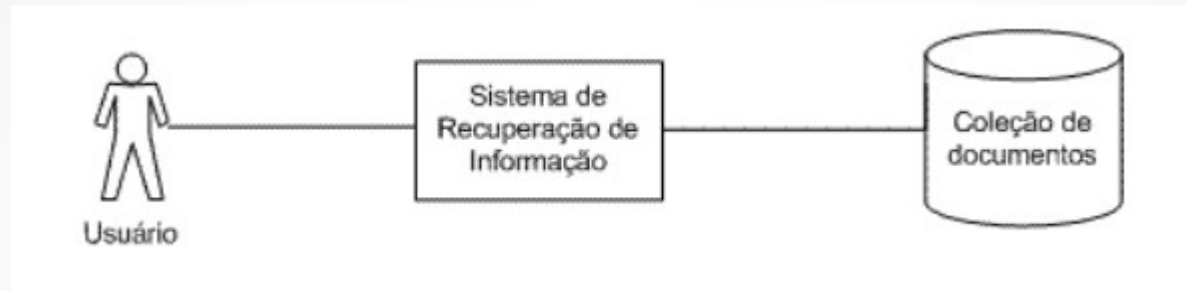 Usuário
Sistema de
Recuperação de
Informação
Coleção de
documentos